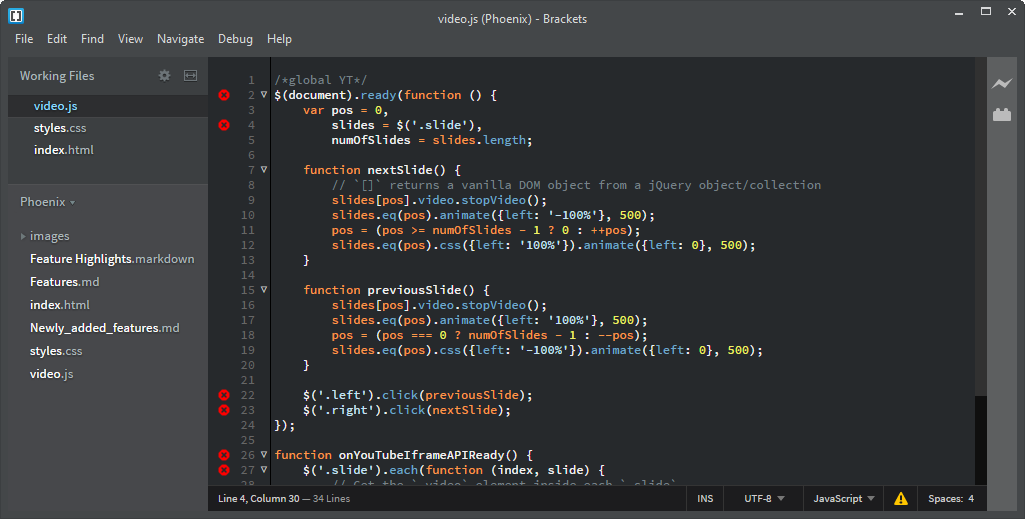 video.js (Phoenix) - Brackets
File Edit Find View Navigate Debug Help
Working Files
video.js
styles.css
index.html
Phoenix
images
Feature Highlights.markdown
Features.md
index.html
Newly_added_features.md
styles.css
video.js
1 /*global YT*/
2 $(document).ready(function () {
3     var pos = 0,
4         slides = $('.slide'),
5         numOfSlides = slides.length;
6
7     function nextSlide() {
8         // `[]` returns a vanilla DOM object from a jQuery object/collection
9         slides[pos].video.stopVideo();
10         slides.eq(pos).animate({left: '-100%'}, 500);
11         pos = (pos >= numOfSlides - 1 ? 0 : ++pos);
12         slides.eq(pos).css({left: '100%'}).animate({left: 0}, 500);
13     }
14
15     function previousSlide() {
16         slides[pos].video.stopVideo();
17         slides.eq(pos).animate({left: '100%'}, 500);
18         pos = (pos === 0 ? numOfSlides - 1 : --pos);
19         slides.eq(pos).css({left: '-100%'}).animate({left: 0}, 500);
20     }
21
22     $('.left').click(previousSlide);
23     $('.right').click(nextSlide);
24 });
25
26 function onYouTubeIframeAPIReady() {
27     $('.slide').each(function (index, slide) {
28         // Get the `.video` element inside each `.slide`
Line 4, Column 30 — 34 Lines
INS UTF-8 JavaScript Spaces: 4